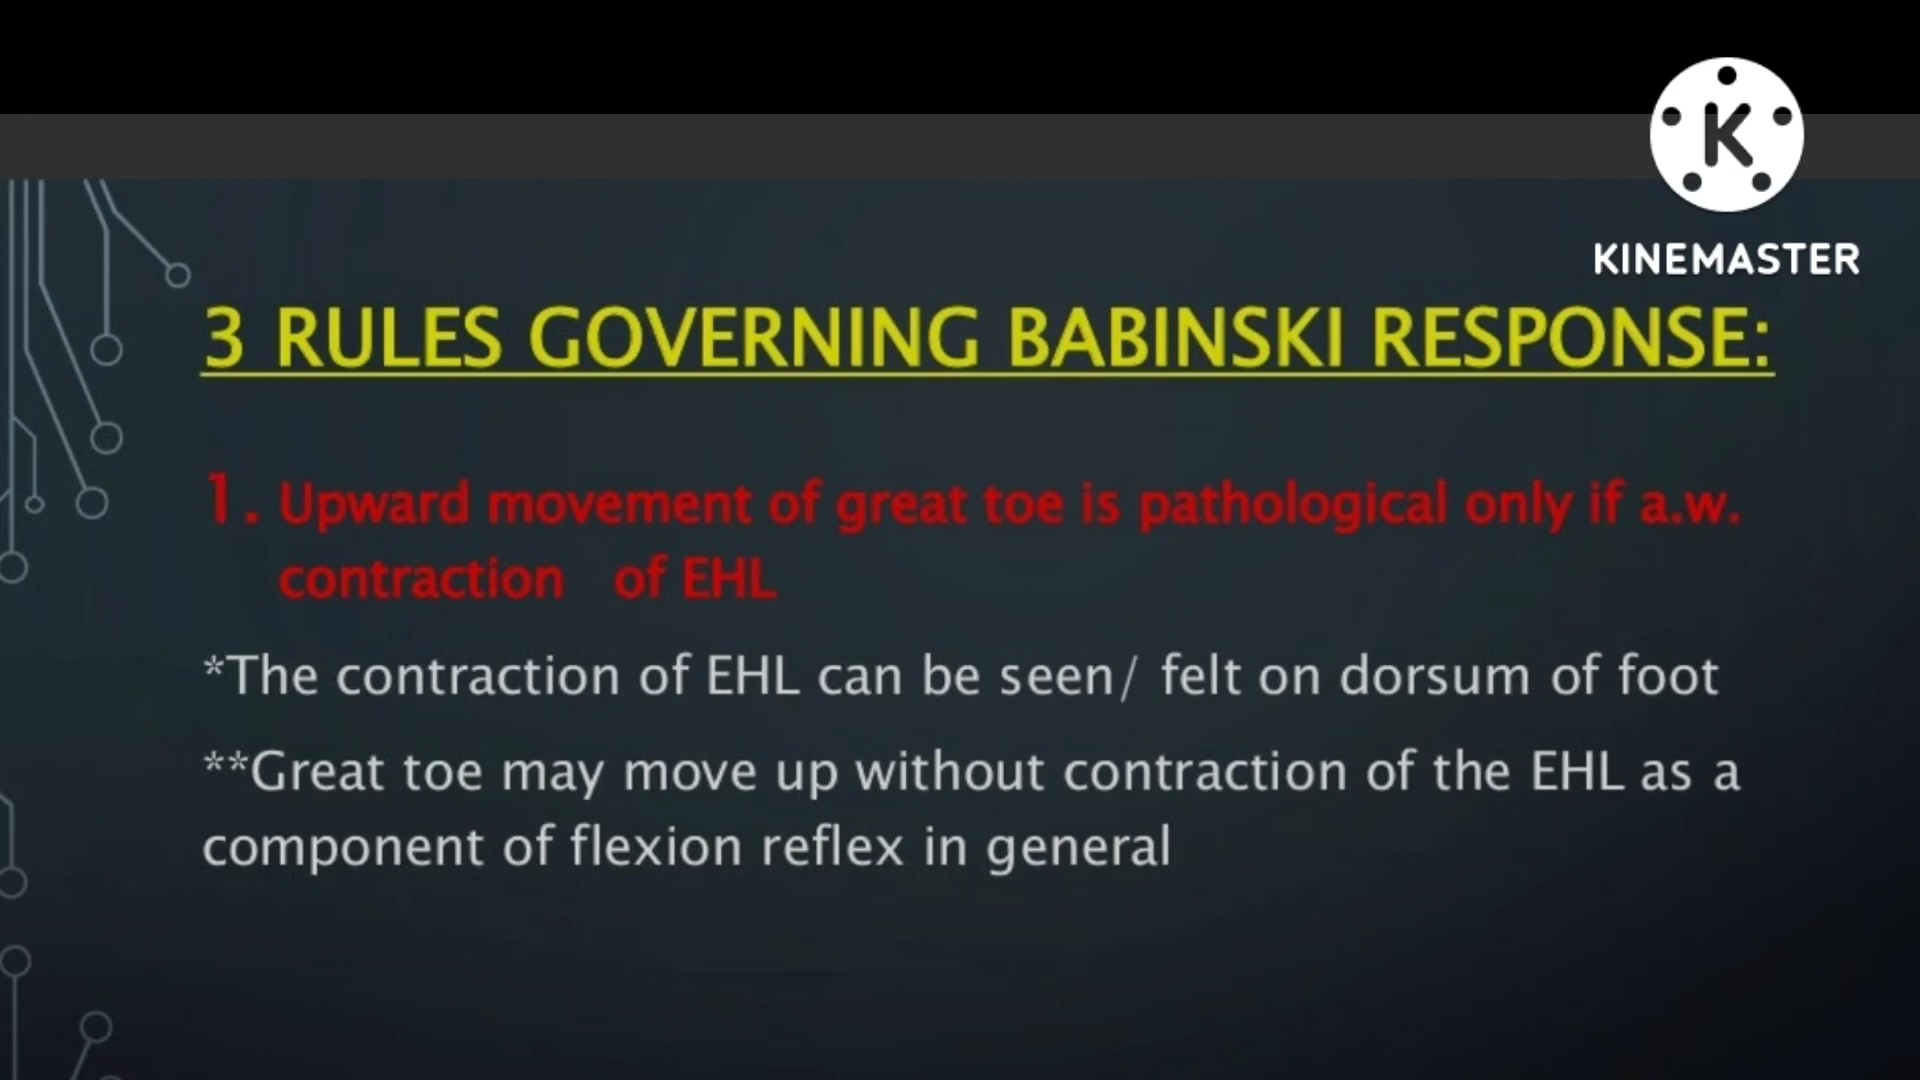 K
KINEMASTER
3 RULES GOVERNING BABINSKI RESPONSE:
1. Upward movement of great toe is pathological only if a.w.
contraction of EHL
*The contraction of EHL can be seen/ felt on dorsum of foot
**Great toe may move up without contraction of the EHL as a
component of flexion reflex in general